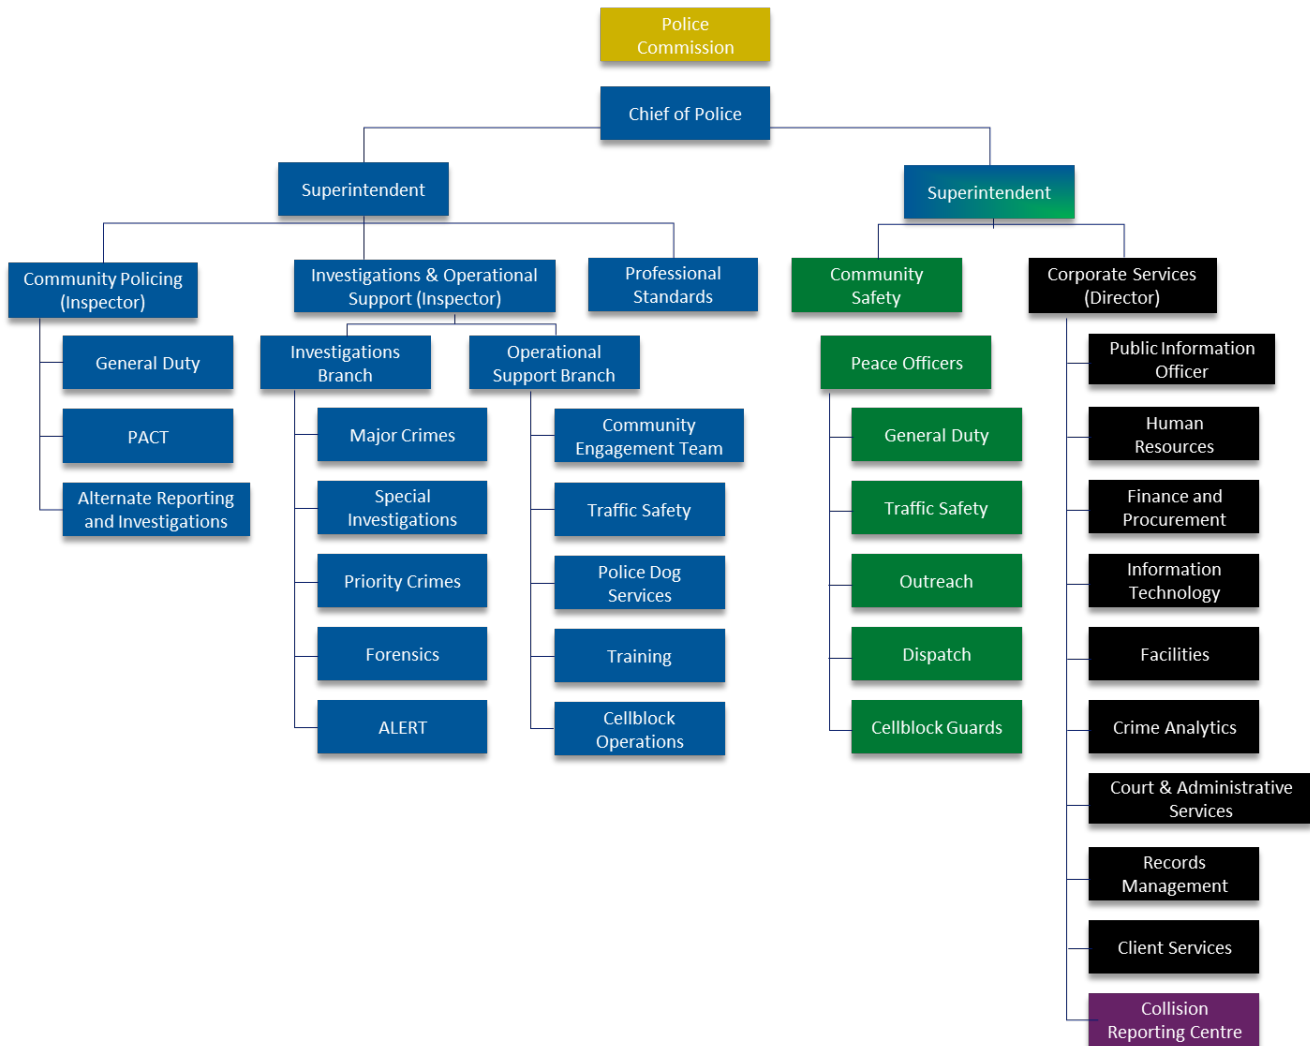 Police
Commission
Chief of Police
Superintendent
Superintendent
Community Policing
(Inspector)
Investigations & Operational
Support (Inspector)
Professional
Standards
Community
Safety
Corporate Services
(Director)
General Duty
PACT
Alternate Reporting
and Investigations
Investigations
Branch
Major Crimes
Special
Investigations
Priority Crimes
Forensics
ALERT
Operational
Support Branch
Community
Engagement Team
Traffic Safety
Police Dog
Services
Training
Cellblock
Operations
Peace Officers
General Duty
Traffic Safety
Outreach
Dispatch
Cellblock Guards
Public Information
Officer
Human
Resources
Finance and
Procurement
Information
Technology
Facilities
Crime Analytics
Court & Administrative
Services
Records
Management
Client Services
Collision
Reporting Centre